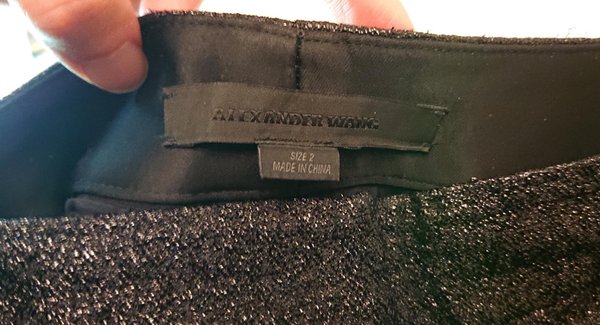 ALEXANDER WANG
SIZE 2
MADE IN CHINA